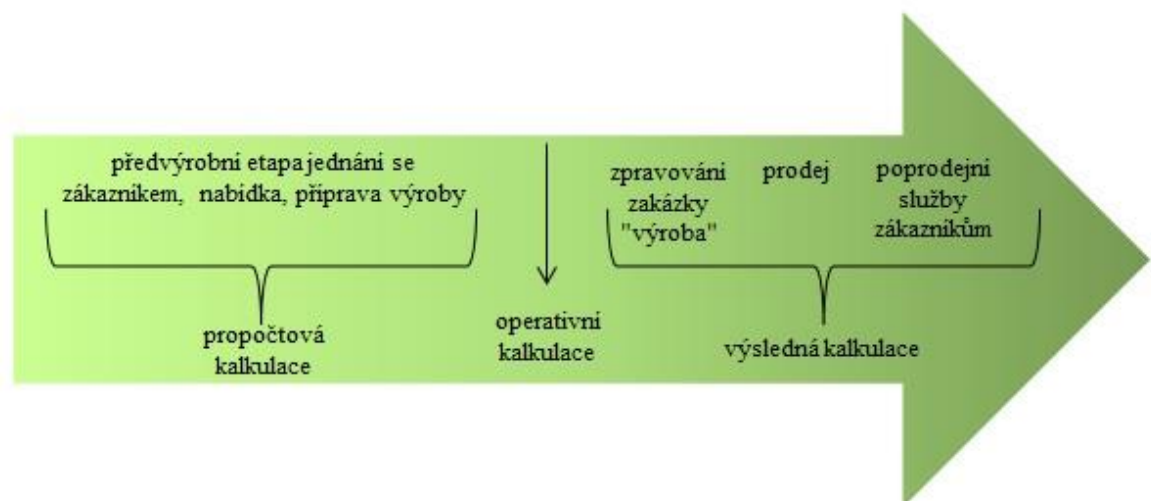 předvýrobní etapa jednání se
zákazníkem, nabídka, příprava výroby
propočtová
kalkulace
operativní
kalkulace
zpravování
zakázky
"výroba"
prodej
poprodejní
služby
zákazníkům
výsledná kalkulace